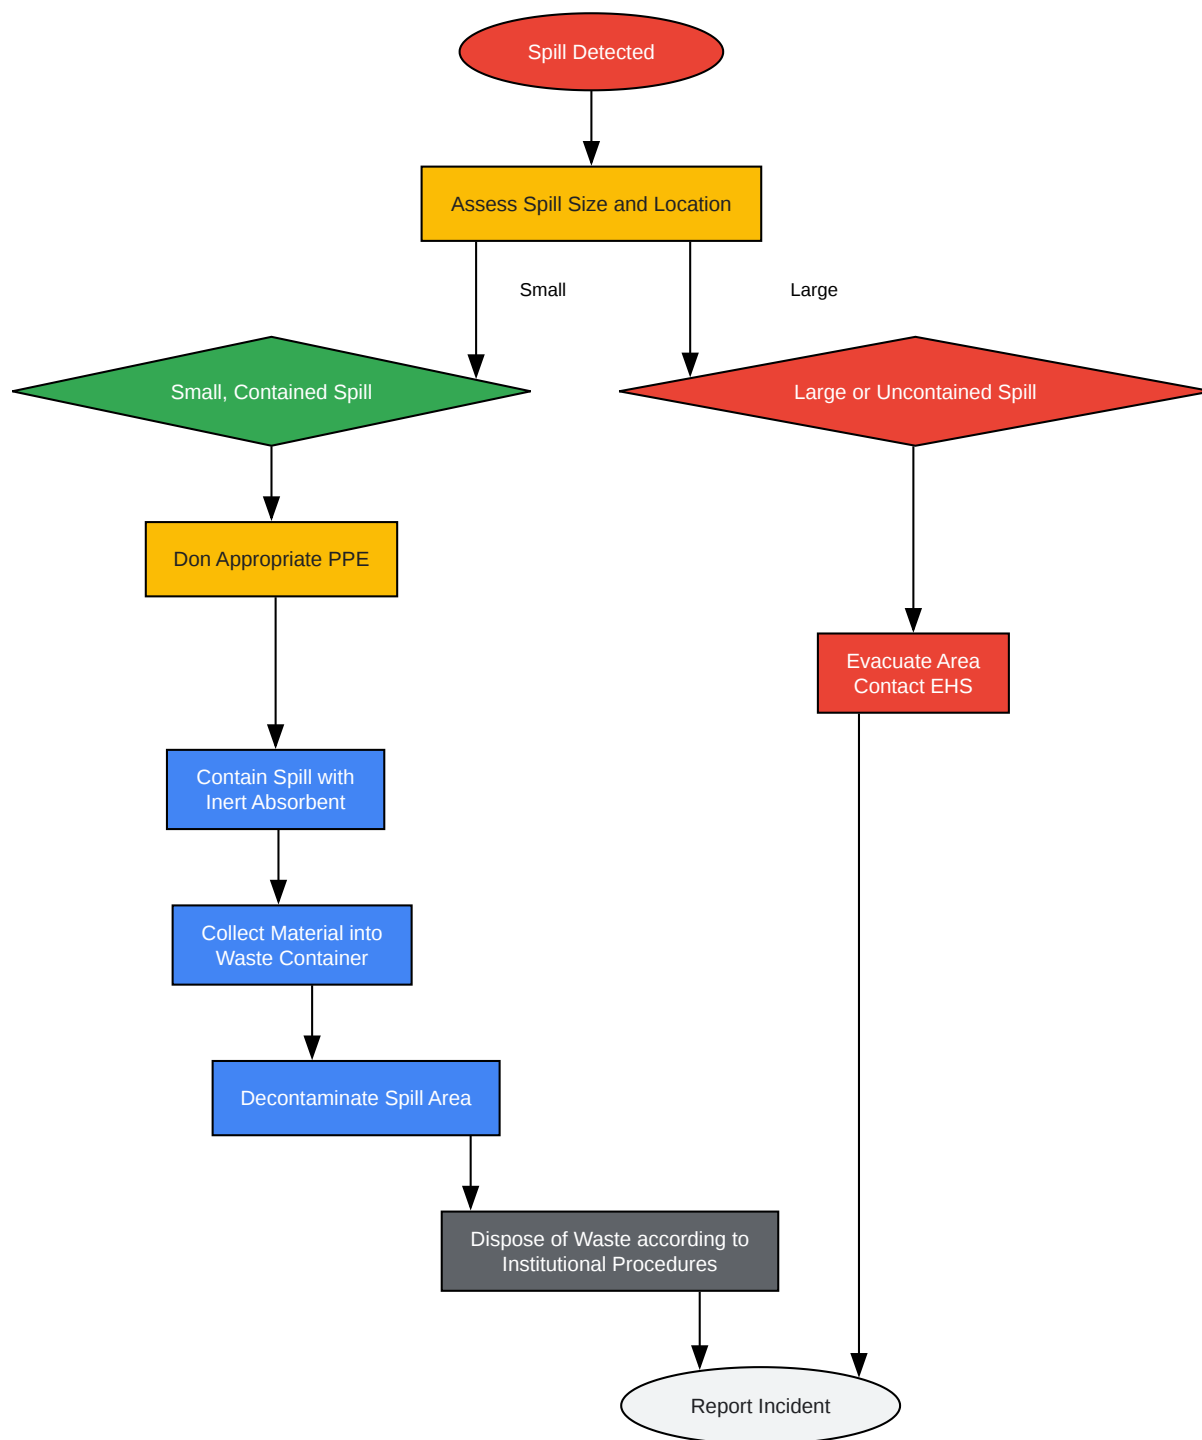 Spill Detected
Assess Spill Size and Location
Small
Large
Small, Contained Spill
Large or Uncontained Spill
Don Appropriate PPE
Evacuate Area
Contact EHS
Contain Spill with
Inert Absorbent
Collect Material into
Waste Container
Decontaminate Spill Area
Dispose of Waste according to
Institutional Procedures
Report Incident